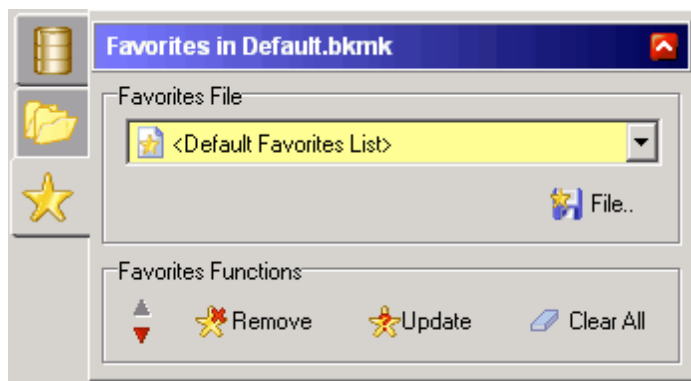 Favorites in Default.bkmk
Favorites File
<Default Favorites List>
File..
Favorites Functions
Remove Update Clear All